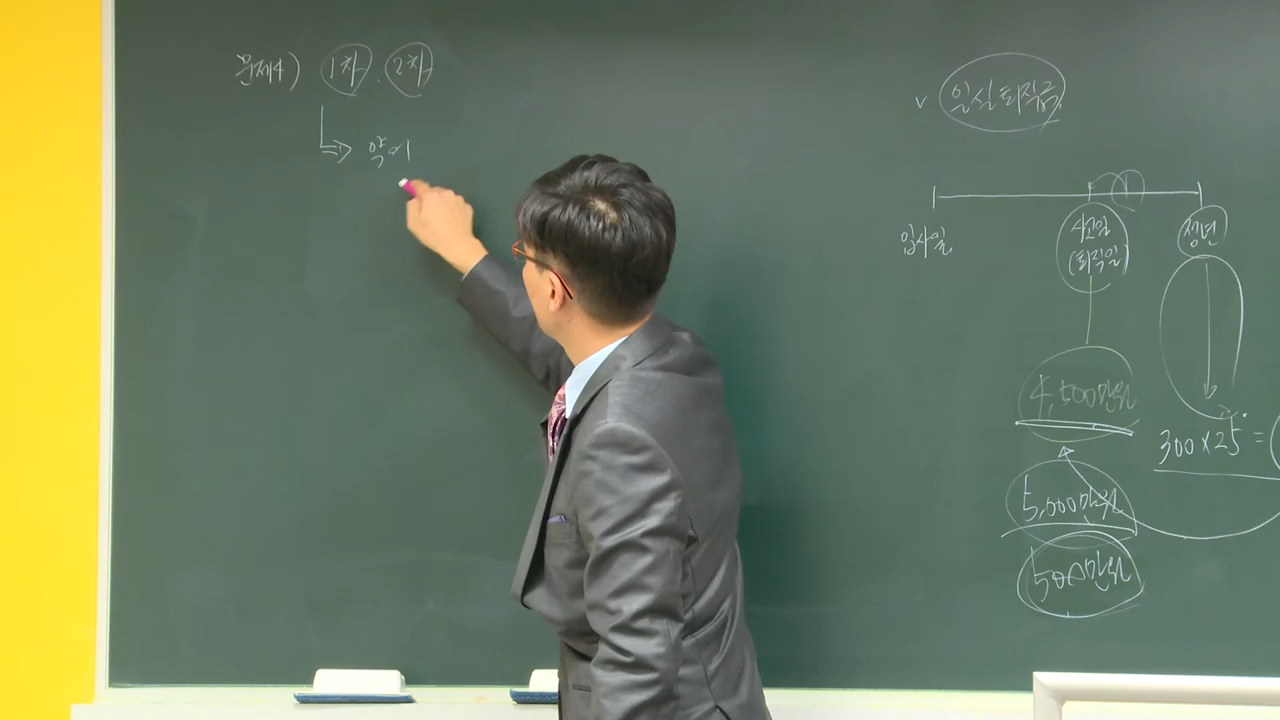 문제4) 1차. 2차
약에
v 일실퇴직금
입사일
사고일
(퇴직일)
정년
4,500만원
300×25=
5,000만원
500만원